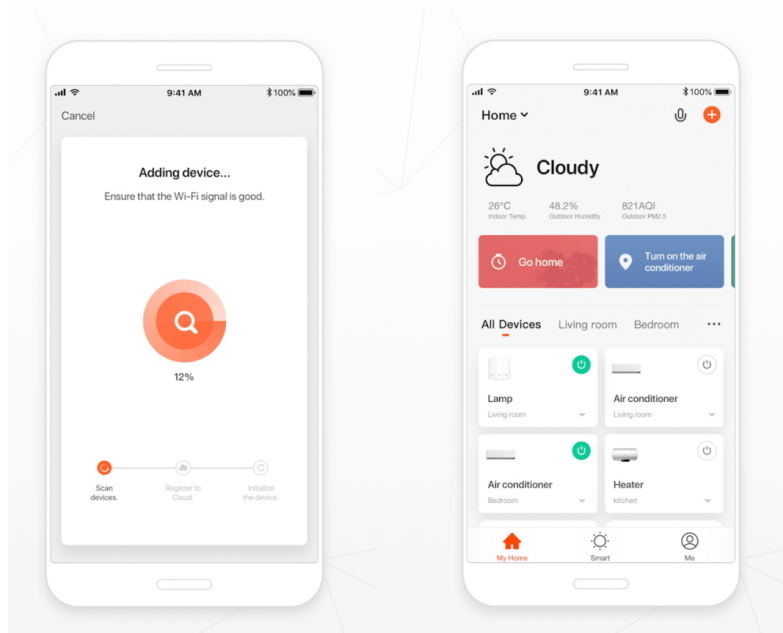 9:41 AM
100%
Cancel
Adding device...
Ensure that the Wi-Fi signal is good.
12%
Scan
devices.
Register to
Cloud.
Initialize
the device.
9:41 AM
100%
Home
Cloudy
26°C
48.2%
821AQI
Indoor Temp.
Outdoor Humidity
Outdoor PM2.5
Go home
Turn on the air
conditioner
All Devices
Living room
Bedroom
Lamp
Living room
Air conditioner
Living room
Air conditioner
Bedroom
Heater
kitchen
My Home
Smart
Me